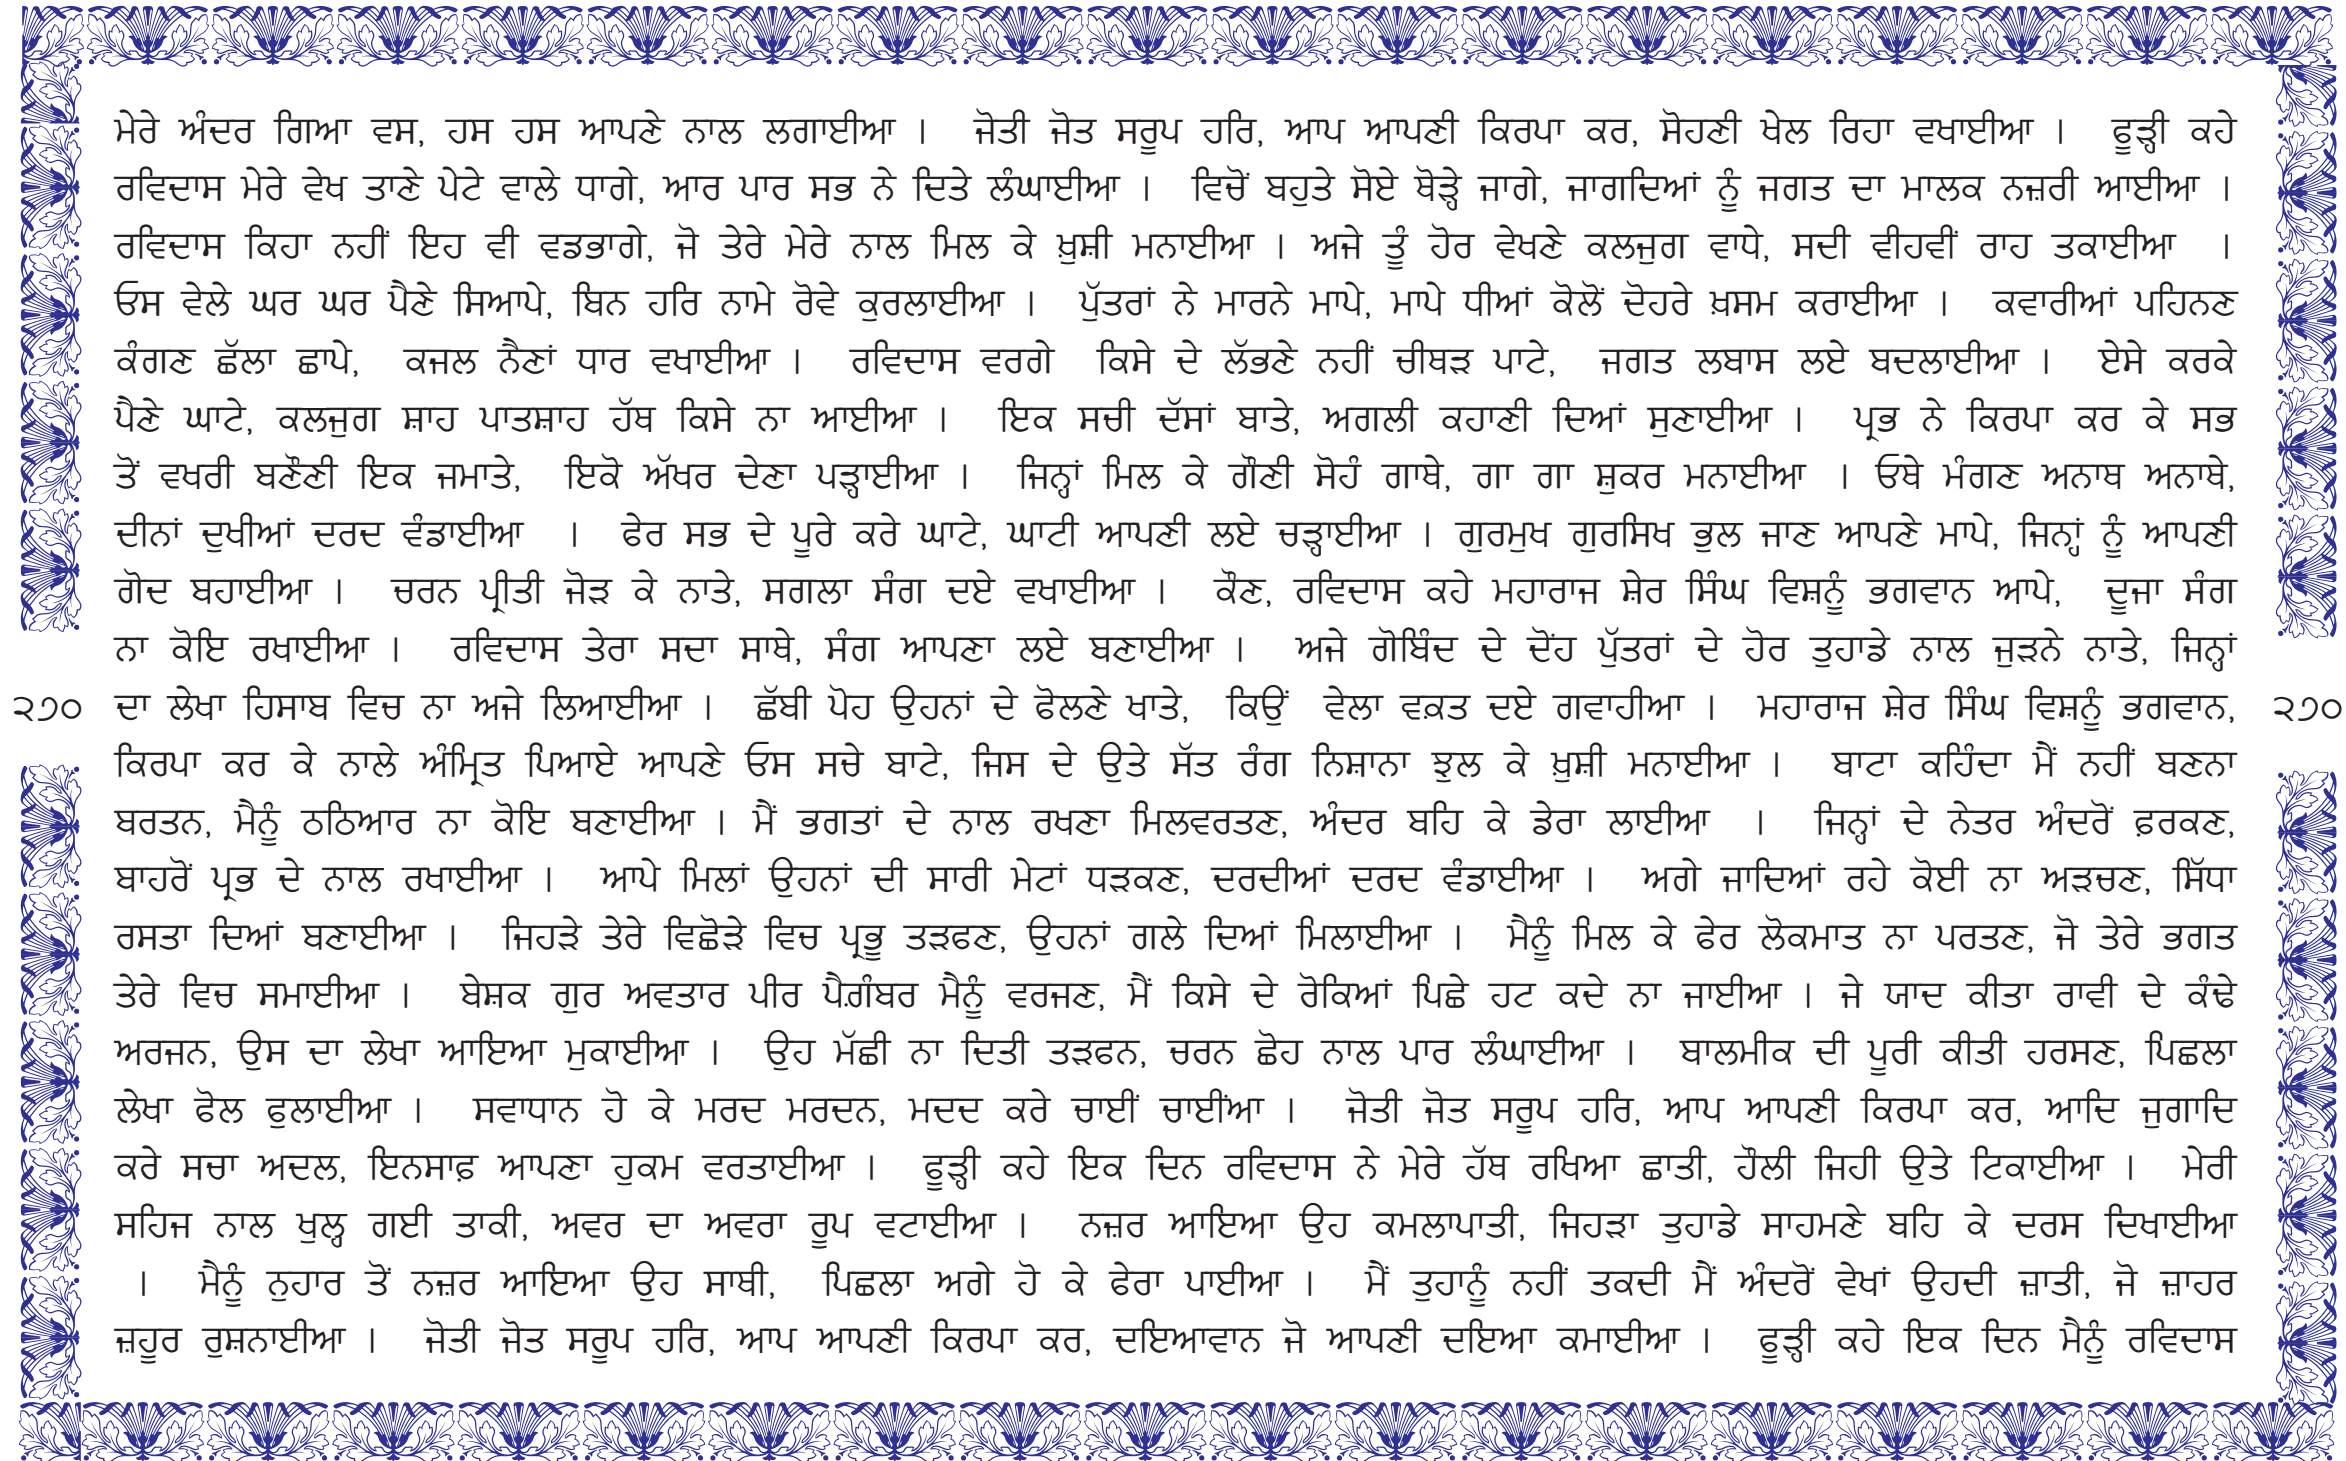 ਮੇਰੇ ਅੰਦਰ ਗਿਆ ਵਸ, ਹਸ ਹਸ ਆਪਣੇ ਨਾਲ ਲਗਾਈਆ । ਜੋਤੀ ਜੋਤ ਸਰੂਪ ਹਰਿ, ਆਪ ਆਪਣੀ ਕਿਰਪਾ ਕਰ, ਸੋਹਣੀ ਖੇਲ ਰਿਹਾ ਵਖਾਈਆ । ਫੂੜ੍ਹੀ ਕਹੇ
ਰਵਿਦਾਸ ਮੇਰੇ ਵੇਖ ਤਾਣੇ ਪੇਟੇ ਵਾਲੇ ਧਾਗੇ, ਆਰ ਪਾਰ ਸਭ ਨੇ ਦਿਤੇ ਲੰਘਾਈਆ । ਵਿਚੋਂ ਬਹੁਤੇ ਸੋਏ ਥੋੜ੍ਹੇ ਜਾਗੇ, ਜਾਗਦਿਆਂ ਨੂੰ ਜਗਤ ਦਾ ਮਾਲਕ ਨਜ਼ਰੀ ਆਈਆ ।
ਰਵਿਦਾਸ ਕਿਹਾ ਨਹੀਂ ਇਹ ਵੀ ਵਡਭਾਗੇ, ਜੋ ਤੇਰੇ ਮੇਰੇ ਨਾਲ ਮਿਲ ਕੇ ਖ਼ੁਸ਼ੀ ਮਨਾਈਆ । ਅਜੇ ਤੂੰ ਹੋਰ ਵੇਖਣੇ ਕਲਜੁਗ ਵਾਧੇ, ਸਦੀ ਵੀਹਵੀਂ ਰਾਹ ਤਕਾਈਆ ।
ਓਸ ਵੇਲੇ ਘਰ ਘਰ ਪੈਣੇ ਸਿਆਪੇ, ਬਿਨ ਹਰਿ ਨਾਮੇ ਰੋਵੇ ਕੁਰਲਾਈਆ । ਪੁੱਤਰਾਂ ਨੇ ਮਾਰਨੇ ਮਾਪੇ, ਮਾਪੇ ਧੀਆਂ ਕੋਲੋਂ ਦੋਹਰੇ ਖ਼ਸਮ ਕਰਾਈਆ । ਕਵਾਰੀਆਂ ਪਹਿਨਣ
ਕੰਗਣ ਛੱਲਾ ਛਾਪੇ, ਕਜਲ ਨੈਣਾਂ ਧਾਰ ਵਖਾਈਆ । ਰਵਿਦਾਸ ਵਰਗੇ ਕਿਸੇ ਦੇ ਲੱਭਣੇ ਨਹੀਂ ਚੀਥੜ ਪਾਟੇ, ਜਗਤ ਲਬਾਸ ਲਏ ਬਦਲਾਈਆ । ਏਸੇ ਕਰਕੇ
ਪੈਣੇ ਘਾਟੇ, ਕਲਜੁਗ ਸ਼ਾਹ ਪਾਤਸ਼ਾਹ ਹੱਥ ਕਿਸੇ ਨਾ ਆਈਆ । ਇਕ ਸਚੀ ਦੱਸਾਂ ਬਾਤੇ, ਅਗਲੀ ਕਹਾਣੀ ਦਿਆਂ ਸੁਣਾਈਆ । ਪ੍ਰਭ ਨੇ ਕਿਰਪਾ ਕਰ ਕੇ ਸਭ
ਤੋਂ ਵਖਰੀ ਬਣੌਣੀ ਇਕ ਜਮਾਤੇ, ਇਕੋ ਅੱਖਰ ਦੇਣਾ ਪੜ੍ਹਾਈਆ । ਜਿਨ੍ਹਾਂ ਮਿਲ ਕੇ ਗੌਣੀ ਸੋਹੰ ਗਾਥੇ, ਗਾ ਗਾ ਸ਼ੁਕਰ ਮਨਾਈਆ । ਓਥੇ ਮੰਗਣ ਅਨਾਥ ਅਨਾਥੇ,
ਦੀਨਾਂ ਦੁਖੀਆਂ ਦਰਦ ਵੰਡਾਈਆ । ਫੇਰ ਸਭ ਦੇ ਪੂਰੇ ਕਰੇ ਘਾਟੇ, ਘਾਟੀ ਆਪਣੀ ਲਏ ਚੜ੍ਹਾਈਆ । ਗੁਰਮੁਖ ਗੁਰਸਿਖ ਭੁਲ ਜਾਣ ਆਪਣੇ ਮਾਪੇ, ਜਿਨ੍ਹਾਂ ਨੂੰ ਆਪਣੀ
ਗੋਦ ਬਹਾਈਆ । ਚਰਨ ਪ੍ਰੀਤੀ ਜੋੜ ਕੇ ਨਾਤੇ, ਸਗਲਾ ਸੰਗ ਦਏ ਵਖਾਈਆ । ਕੌਣ, ਰਵਿਦਾਸ ਕਹੇ ਮਹਾਰਾਜ ਸ਼ੇਰ ਸਿੰਘ ਵਿਸ਼ਨੂੰ ਭਗਵਾਨ ਆਪੇ, ਦੂਜਾ ਸੰਗ
ਨਾ ਕੋਇ ਰਖਾਈਆ । ਰਵਿਦਾਸ ਤੇਰਾ ਸਦਾ ਸਾਥੇ, ਸੰਗ ਆਪਣਾ ਲਏ ਬਣਾਈਆ । ਅਜੇ ਗੋਬਿੰਦ ਦੇ ਦੋਂਹ ਪੁੱਤਰਾਂ ਦੇ ਹੋਰ ਤੁਹਾਡੇ ਨਾਲ ਜੁੜਨੇ ਨਾਤੇ, ਜਿਨ੍ਹਾਂ
੨੭੦ ਦਾ ਲੇਖਾ ਹਿਸਾਬ ਵਿਚ ਨਾ ਅਜੇ ਲਿਆਈਆ । ਛੱਬੀ ਪੋਹ ਉਹਨਾਂ ਦੇ ਫੋਲਣੇ ਖਾਤੇ, ਕਿਉਂ ਵੇਲਾ ਵਕ਼ਤ ਦਏ ਗਵਾਹੀਆ । ਮਹਾਰਾਜ ਸ਼ੇਰ ਸਿੰਘ ਵਿਸ਼ਨੂੰ ਭਗਵਾਨ, ੨੭੦
ਕਿਰਪਾ ਕਰ ਕੇ ਨਾਲੇ ਅੰਮ੍ਰਿਤ ਪਿਆਏ ਆਪਣੇ ਓਸ ਸਚੇ ਬਾਟੇ, ਜਿਸ ਦੇ ਉਤੇ ਸੱਤ ਰੰਗ ਨਿਸ਼ਾਨਾ ਝੁਲ ਕੇ ਖ਼ੁਸ਼ੀ ਮਨਾਈਆ । ਬਾਟਾ ਕਹਿੰਦਾ ਮੈਂ ਨਹੀਂ ਬਣਨਾ
ਬਰਤਨ, ਮੈਨੂੰ ਠਠਿਆਰ ਨਾ ਕੋਇ ਬਣਾਈਆ । ਮੈਂ ਭਗਤਾਂ ਦੇ ਨਾਲ ਰਖਣਾ ਮਿਲਵਰਤਣ, ਅੰਦਰ ਬਹਿ ਕੇ ਡੇਰਾ ਲਾਈਆ । ਜਿਨ੍ਹਾਂ ਦੇ ਨੇਤਰ ਅੰਦਰੋਂ ਫ਼ਰਕਣ,
ਬਾਹਰੋਂ ਪ੍ਰਭ ਦੇ ਨਾਲ ਰਖਾਈਆ । ਆਪੇ ਮਿਲਾਂ ਉਹਨਾਂ ਦੀ ਸਾਰੀ ਮੇਟਾਂ ਧੜਕਣ, ਦਰਦੀਆਂ ਦਰਦ ਵੰਡਾਈਆ । ਅਗੇ ਜਾਦਿਆਂ ਰਹੇ ਕੋਈ ਨਾ ਅੜਚਣ, ਸਿੱਧਾ
ਰਸਤਾ ਦਿਆਂ ਬਣਾਈਆ । ਜਿਹੜੇ ਤੇਰੇ ਵਿਛੋੜੇ ਵਿਚ ਪ੍ਰਭੂ ਤੜਫਣ, ਉਹਨਾਂ ਗਲੇ ਦਿਆਂ ਮਿਲਾਈਆ । ਮੈਨੂੰ ਮਿਲ ਕੇ ਫੇਰ ਲੋਕਮਾਤ ਨਾ ਪਰਤਣ, ਜੋ ਤੇਰੇ ਭਗਤ
ਤੇਰੇ ਵਿਚ ਸਮਾਈਆ । ਬੇਸ਼ਕ ਗੁਰ ਅਵਤਾਰ ਪੀਰ ਪੈਗ਼ੰਬਰ ਮੈਨੂੰ ਵਰਜਣ, ਮੈਂ ਕਿਸੇ ਦੇ ਰੋਕਿਆਂ ਪਿਛੇ ਹਟ ਕਦੇ ਨਾ ਜਾਈਆ । ਜੇ ਯਾਦ ਕੀਤਾ ਰਾਵੀ ਦੇ ਕੰਢੇ
ਅਰਜਨ, ਉਸ ਦਾ ਲੇਖਾ ਆਇਆ ਮੁਕਾਈਆ । ਉਹ ਮੱਛੀ ਨਾ ਦਿਤੀ ਤੜਫਨ, ਚਰਨ ਛੋਹ ਨਾਲ ਪਾਰ ਲੰਘਾਈਆ । ਬਾਲਮੀਕ ਦੀ ਪੂਰੀ ਕੀਤੀ ਹਰਸਣ, ਪਿਛਲਾ
ਲੇਖਾ ਫੋਲ ਫੁਲਾਈਆ । ਸਵਾਧਾਨ ਹੋ ਕੇ ਮਰਦ ਮਰਦਨ, ਮਦਦ ਕਰੇ ਚਾਈਂ ਚਾਈਂਆ । ਜੋਤੀ ਜੋਤ ਸਰੂਪ ਹਰਿ, ਆਪ ਆਪਣੀ ਕਿਰਪਾ ਕਰ, ਆਦਿ ਜੁਗਾਦਿ
ਕਰੇ ਸਚਾ ਅਦਲ, ਇਨਸਾਫ਼ ਆਪਣਾ ਹੁਕਮ ਵਰਤਾਈਆ । ਫੂੜ੍ਹੀ ਕਹੇ ਇਕ ਦਿਨ ਰਵਿਦਾਸ ਨੇ ਮੇਰੇ ਹੱਥ ਰਖਿਆ ਛਾਤੀ, ਹੌਲੀ ਜਿਹੀ ਉਤੇ ਟਿਕਾਈਆ । ਮੇਰੀ
ਸਹਿਜ ਨਾਲ ਖੁਲ੍ਹ ਗਈ ਤਾਕੀ, ਅਵਰ ਦਾ ਅਵਰਾ ਰੂਪ ਵਟਾਈਆ । ਨਜ਼ਰ ਆਇਆ ਉਹ ਕਮਲਾਪਾਤੀ, ਜਿਹੜਾ ਤੁਹਾਡੇ ਸਾਹਮਣੇ ਬਹਿ ਕੇ ਦਰਸ ਦਿਖਾਈਆ
। ਮੈਨੂੰ ਨੁਹਾਰ ਤੋਂ ਨਜ਼ਰ ਆਇਆ ਉਹ ਸਾਥੀ, ਪਿਛਲਾ ਅਗੇ ਹੋ ਕੇ ਫੇਰਾ ਪਾਈਆ । ਮੈਂ ਤੁਹਾਨੂੰ ਨਹੀਂ ਤਕਦੀ ਮੈਂ ਅੰਦਰੋਂ ਵੇਖਾਂ ਉਹਦੀ ਜ਼ਾਤੀ, ਜੋ ਜ਼ਾਹਰ
ਜ਼ਹੂਰ ਰੁਸ਼ਨਾਈਆ । ਜੋਤੀ ਜੋਤ ਸਰੂਪ ਹਰਿ, ਆਪ ਆਪਣੀ ਕਿਰਪਾ ਕਰ, ਦਇਆਵਾਨ ਜੋ ਆਪਣੀ ਦਇਆ ਕਮਾਈਆ । ਫੂੜ੍ਹੀ ਕਹੇ ਇਕ ਦਿਨ ਮੈਨੂੰ ਰਵਿਦਾਸ